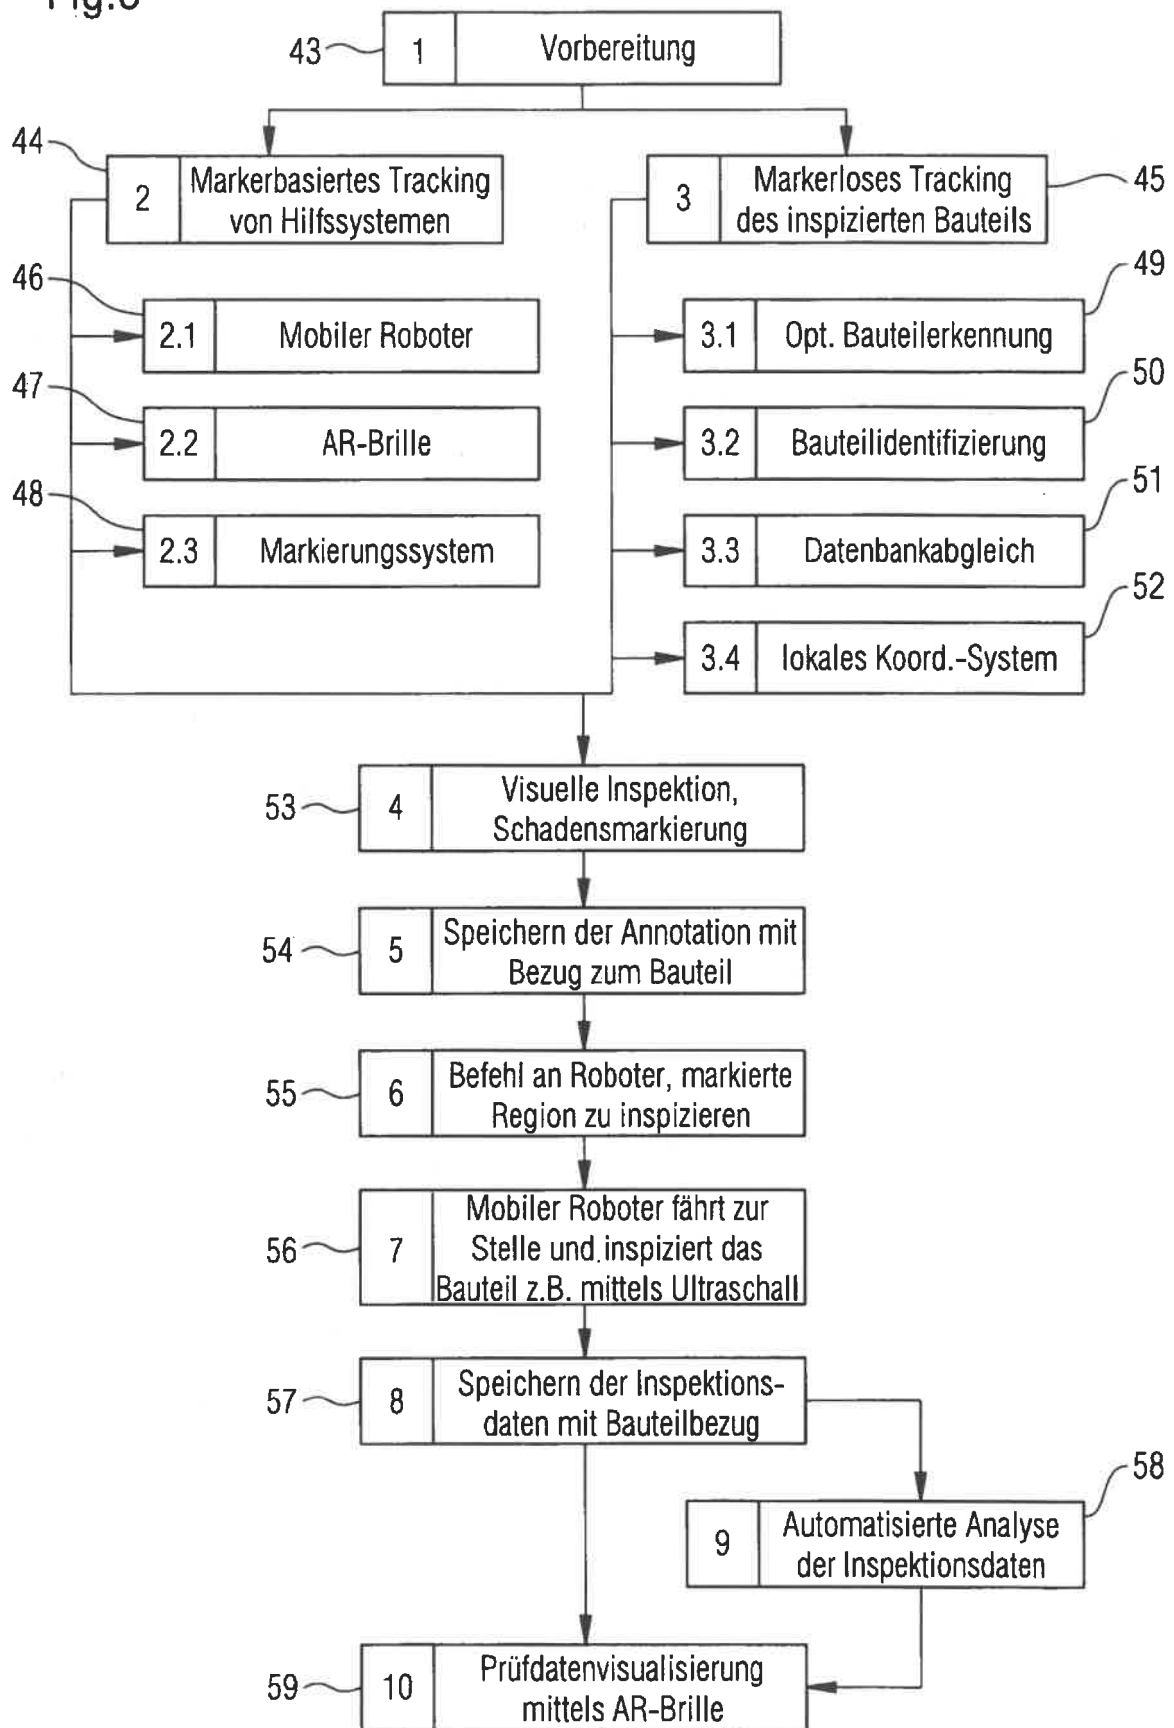 43 1 Vorbereitung
44 2 Markerbasiertes Tracking
von Hilfssystemen
3 Markerloses Tracking 45
des inspizierten Bauteils
46 2.1 Mobiler Roboter
47 2.2 AR-Brille
48 2.3 Markierungssystem
3.1 Opt. Bauteilerkennung 49
3.2 Bauteilidentifizierung 50
3.3 Datenbankabgleich 51
3.4 lokales Koord.-System 52
53 4 Visuelle Inspektion,
Schadensmarkierung
54 5 Speichern der Annotation mit
Bezug zum Bauteil
55 6 Befehl an Roboter, markierte
Region zu inspizieren
56 7 Mobiler Roboter fährt zur
Stelle und inspiziert das
Bauteil z.B. mittels Ultraschall
57 8 Speichern der Inspektions-
daten mit Bauteilbezug
9 Automatisierte Analyse 58
der Inspektionsdaten
59 10 Prüfdatenvisualisierung
mittels AR-Brille